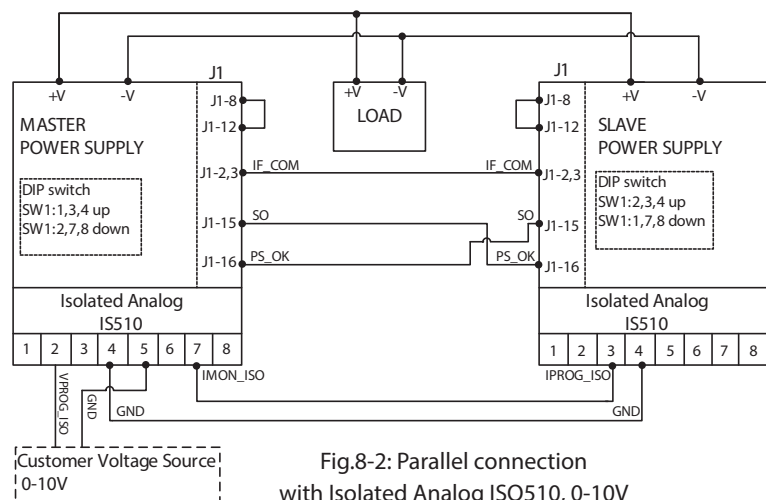 J1
J1
+V
-V
+V
-V
+V
-V
J1-8
J1-8
LOAD
MASTER
POWER SUPPLY
SLAVE
POWER SUPPLY
J1-12
J1-12
IF_COM
IF_COM
J1-2,3
J1-2,3
DIP switch
SW1:1,3,4 up
SW1:2,7,8 down
DIP switch
SW1:2,3,4 up
SW1:1,7,8 down
SO
SO
J1-15
J1-15
PS_OK
PS_OK
J1-16
J1-16
Isolated Analog
IS510
Isolated Analog
IS510
1 2 3 4 5 6 7 8
1 2 3 4 5 6 7 8
VPROG_ISO
GND
GND
IMON_ISO
IPROG_ISO
GND
Customer Voltage Source
0-10V
Fig.8-2: Parallel connection
with Isolated Analog ISO510, 0-10V